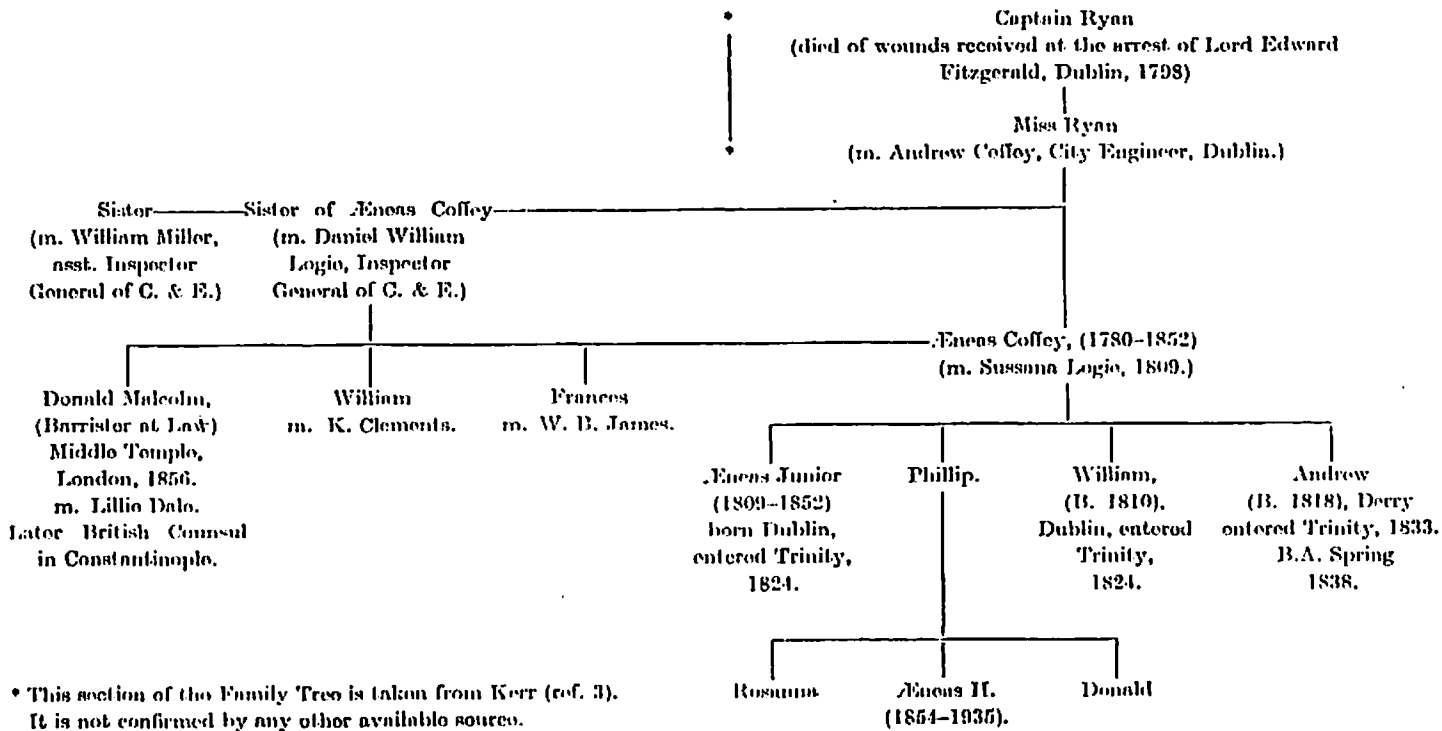 *
Captain Ryan
(died of wounds received at the arrest of Lord Edward
Fitzgerald, Dublin, 1798)
Miss Ryan
*
(m. Andrew Coffey, City Engineer, Dublin.)
Sister
(m. William Miller,
asst. Inspector
General of C. & E.)
Sister of Æneas Coffey
(m. Daniel William
Logie, Inspector
General of C. & E.)
Æneas Coffey, (1780–1852)
(m. Sussana Logie, 1809.)
Donald Malcolm,
(Barrister at Law)
Middle Temple,
London, 1856.
m. Lillie Dale.
Later British Counsul
in Constantinople.
William
m. K. Clements.
Frances
m. W. B. James.
Æneas Junior
(1809–1852)
born Dublin,
entered Trinity,
1824.
Phillip.
William,
(B. 1810),
Dublin, entered
Trinity,
1824.
Andrew
(B. 1818), Derry
entered Trinity, 1833.
B.A. Spring
1838.
Rosanna
Æneas H.
(1854–1935).
Donald
* This section of the Family Tree is taken from Kerr (ref. 3).
It is not confirmed by any other available source.